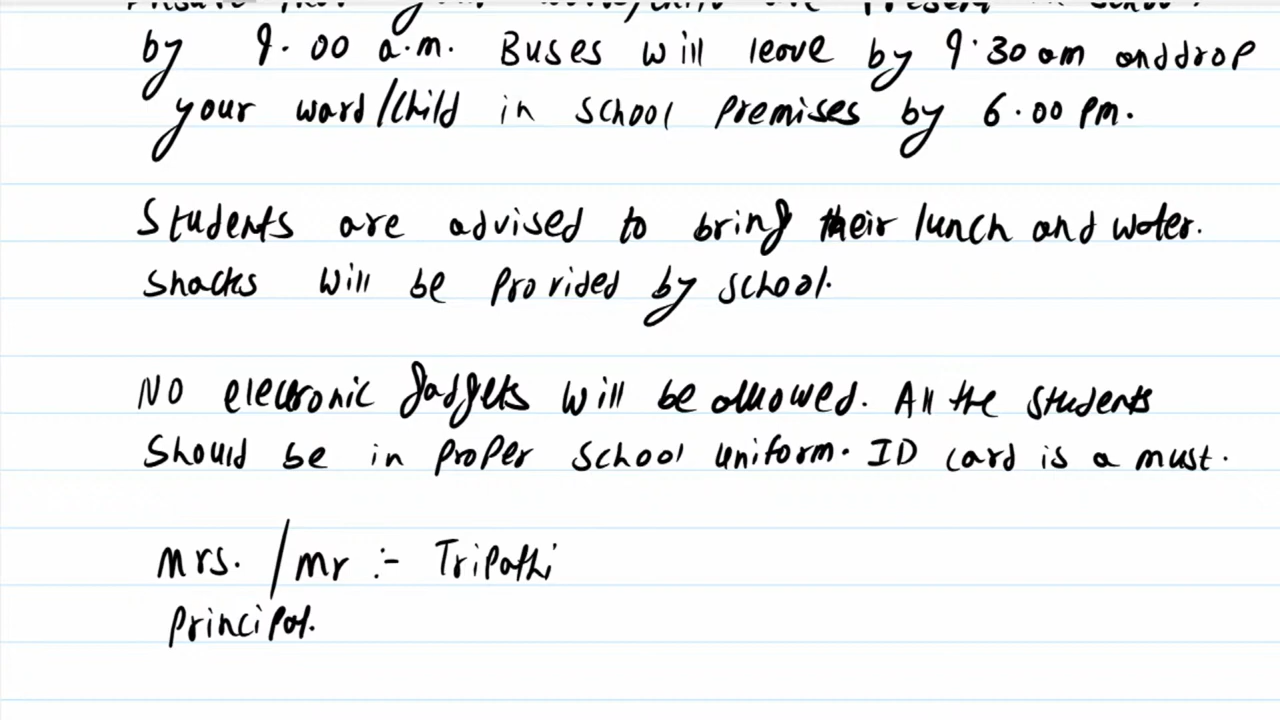 your
by 9.00 a.m. Buses will leave by 9.30 am and drop
your ward/child in school premises by 6.00 pm.
Students are advised to bring their lunch and water.
Snacks will be provided by school.
No electronic gadgets will be allowed. All the students
should be in proper school uniform. ID card is a must.
Mrs. /Mr :- Tripathi
Principal.